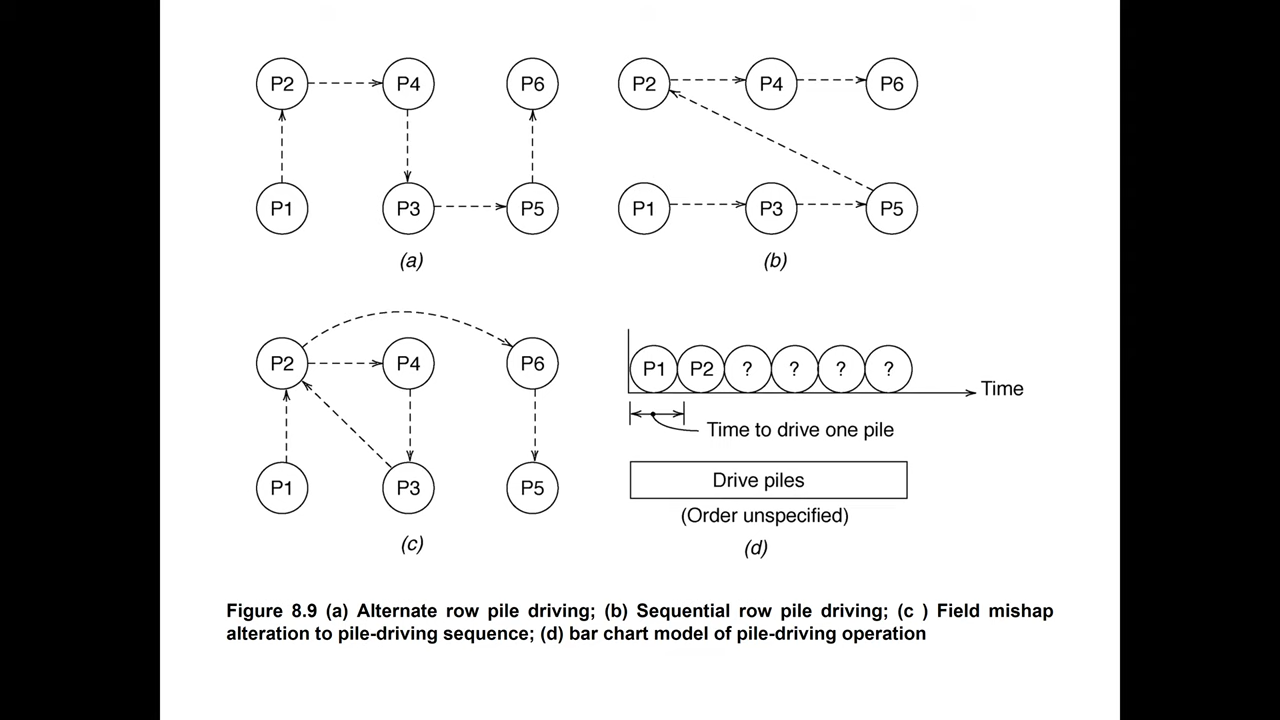 P2 P4 P6 P2 P4 P6
P1 P3 P5 P1 P3 P5
(a) (b)
P2 P4 P6
P1 P3 P5
(c)
P1 P2 ? ? ? ?
Time
Time to drive one pile
Drive piles
(Order unspecified)
(d)
Figure 8.9 (a) Alternate row pile driving; (b) Sequential row pile driving; (c ) Field mishap
alteration to pile-driving sequence; (d) bar chart model of pile-driving operation